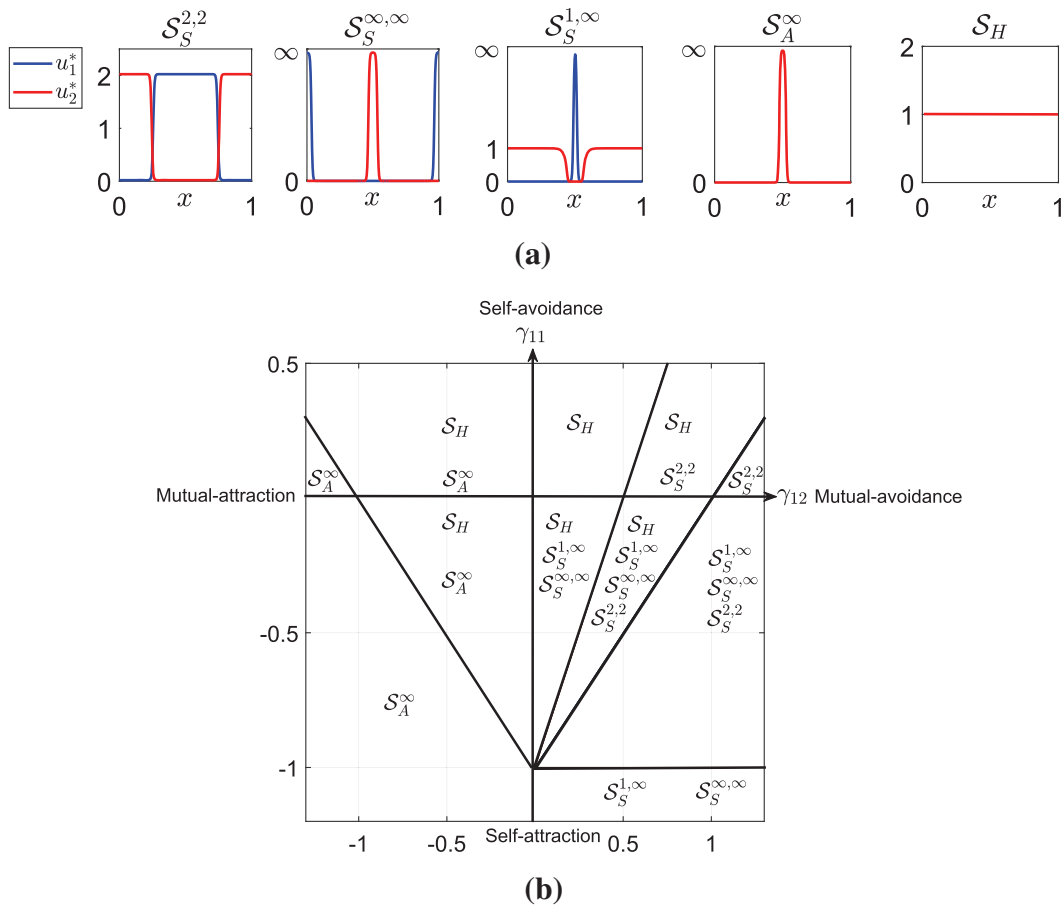 S_S^{2,2}
S_S^{∞,∞}
S_S^{1,∞}
S_A^∞
S_H
u_1^*
u_2^*
2
1
0
0 x 1
∞
0
0 x 1
∞
1
0
0 x 1
∞
0
0 x 1
2
1
0
0 x 1
(a)
Self-avoidance
γ_11
0.5
S_H S_H S_H
S_A^∞ S_A^∞ S_S^{2,2} S_S^{2,2}
Mutual-attraction 0 γ_12 Mutual-avoidance
S_H S_H S_H
S_S^{1,∞} S_S^{1,∞} S_S^{1,∞}
S_A^∞ S_S^{∞,∞} S_S^{∞,∞} S_S^{∞,∞}
S_S^{2,2} S_S^{2,2}
-0.5
S_A^∞
-1
S_S^{1,∞} S_S^{∞,∞}
Self-attraction
-1 -0.5 0.5 1
(b)